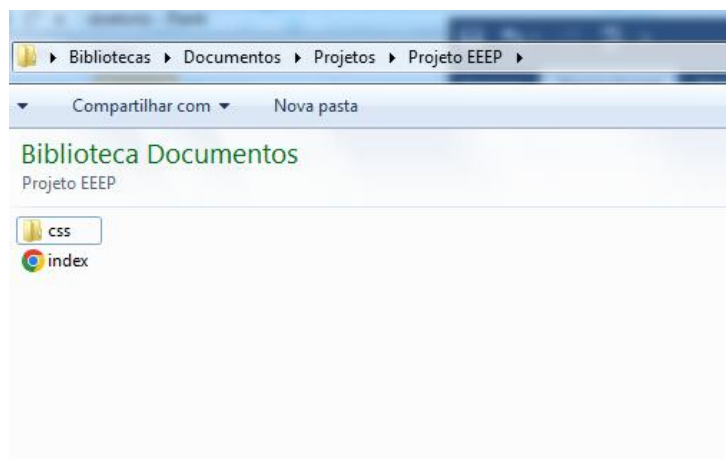 Bibliotecas Documentos Projetos Projeto EEEP
Compartilhar com Nova pasta
Biblioteca Documentos
Projeto EEEP
css
index